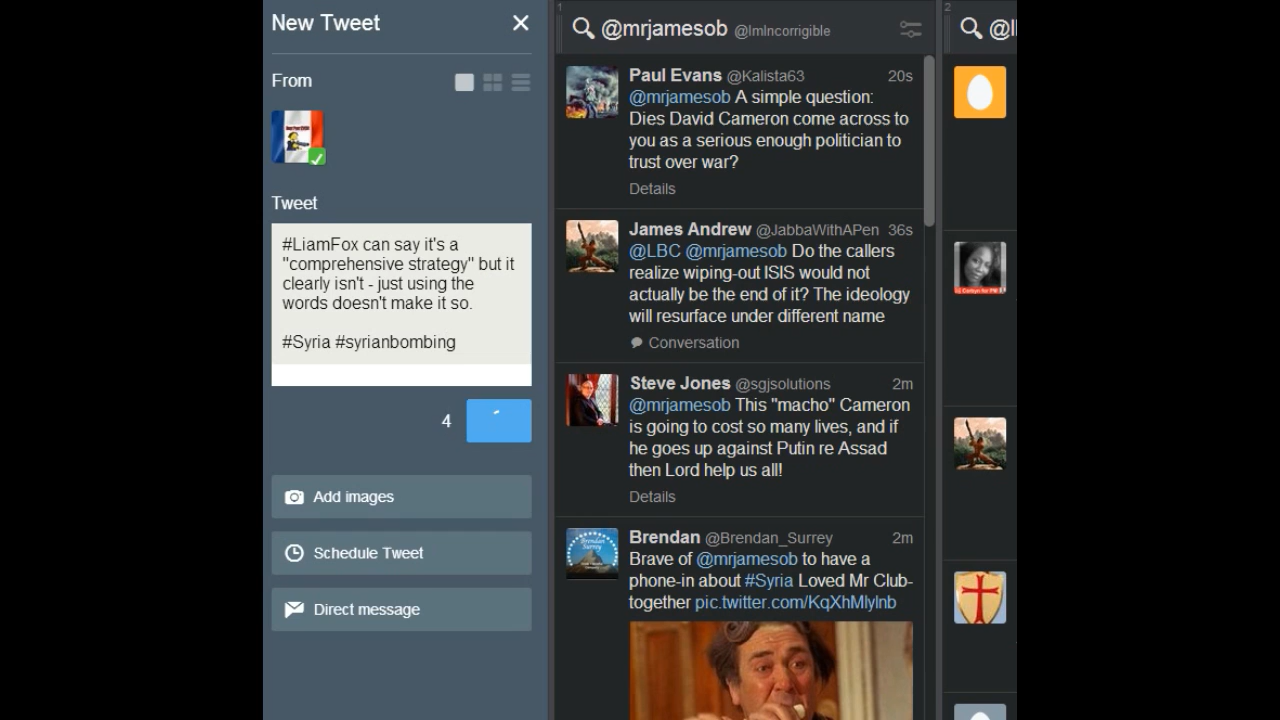 New Tweet
From
Tweet
#LiamFox can say it's a
"comprehensive strategy" but it
clearly isn't - just using the
words doesn't make it so.
#Syria #syrianbombing
4
Add images
Schedule Tweet
Direct message
1
@mrjamesob @ImIncorrigible
Paul Evans @Kalista63 20s
@mrjamesob A simple question:
Dies David Cameron come across to
you as a serious enough politician to
trust over war?
Details
James Andrew @JabbaWithAPen 36s
@LBC @mrjamesob Do the callers
realize wiping-out ISIS would not
actually be the end of it? The ideology
will resurface under different name
Conversation
Steve Jones @sgjsolutions 2m
@mrjamesob This "macho" Cameron
is going to cost so many lives, and if
he goes up against Putin re Assad
then Lord help us all!
Details
Brendan @Brendan_Surrey 2m
Brave of @mrjamesob to have a
phone-in about #Syria Loved Mr Club-
together pic.twitter.com/KqXhMlylnb
Brendan
Surrey
2